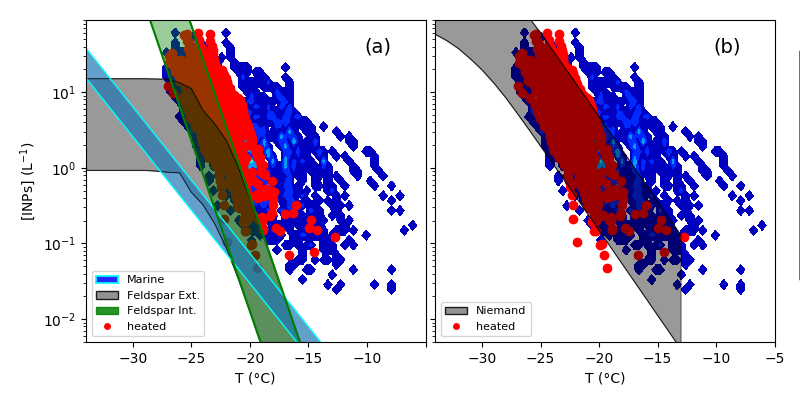 (a)
(b)
[INPs] (L⁻¹)
10¹
10⁰
10⁻¹
10⁻²
Marine
Feldspar Ext.
Feldspar Int.
heated
Niemand
heated
−30 −25 −20 −15 −10
−30 −25 −20 −15 −10 −5
T (°C)
T (°C)